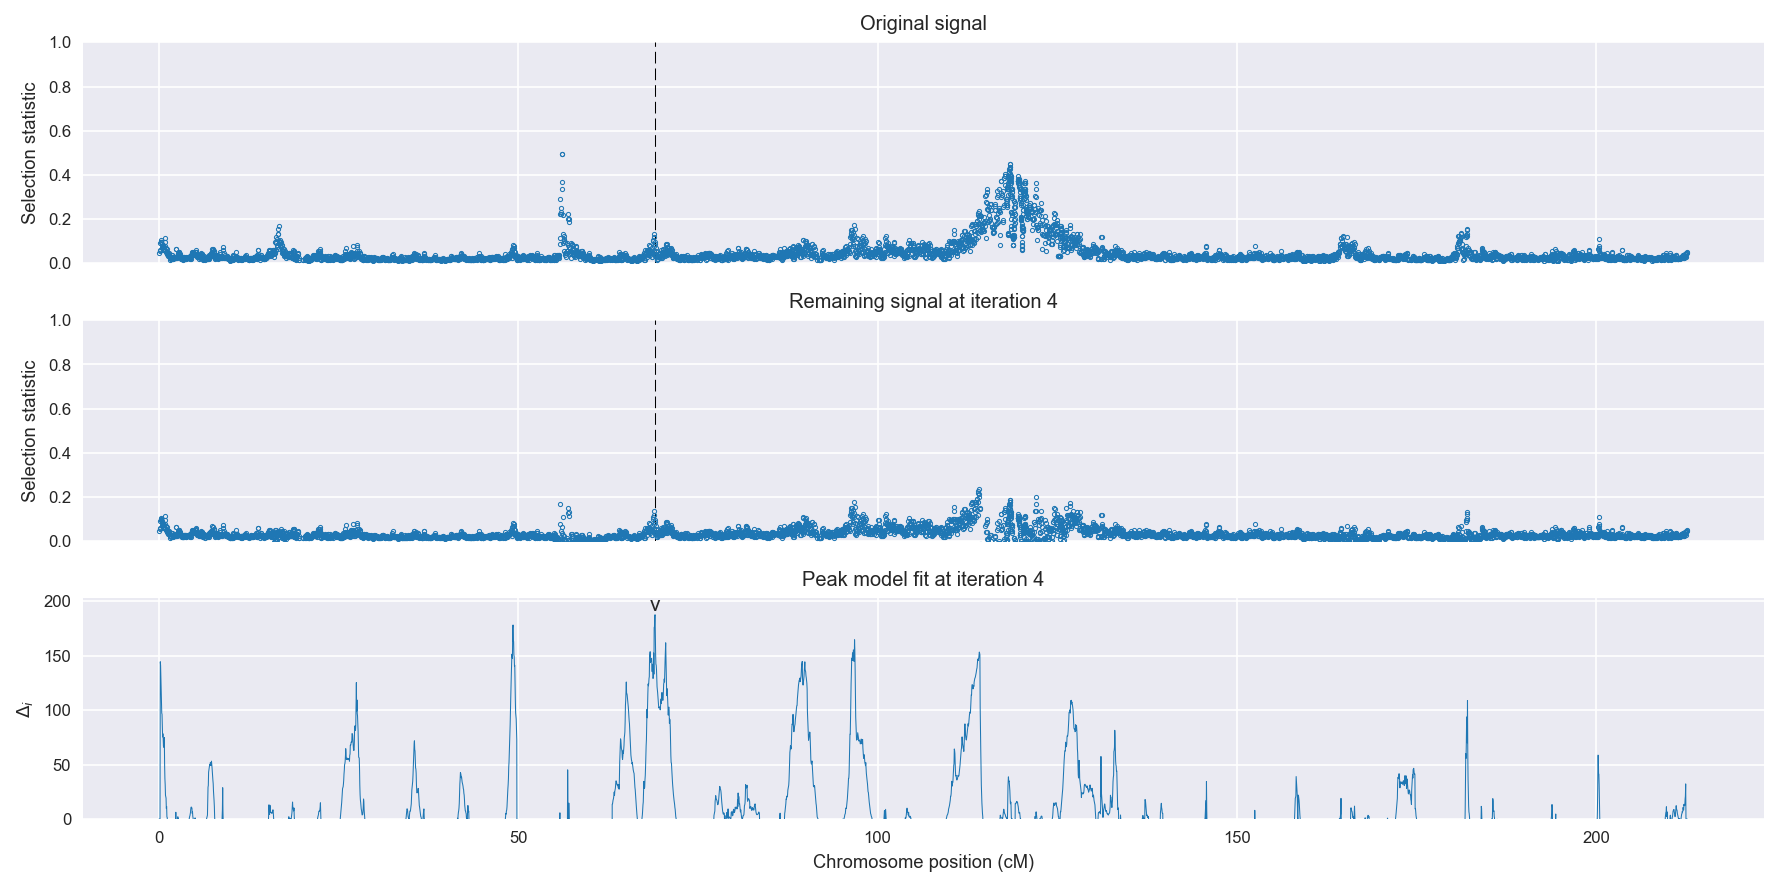 Original signal
Selection statistic
1.0
0.8
0.6
0.4
0.2
0.0
Remaining signal at iteration 4
Selection statistic
1.0
0.8
0.6
0.4
0.2
0.0
Peak model fit at iteration 4
v
Δi
200
150
100
50
0
0 50 100 150 200
Chromosome position (cM)